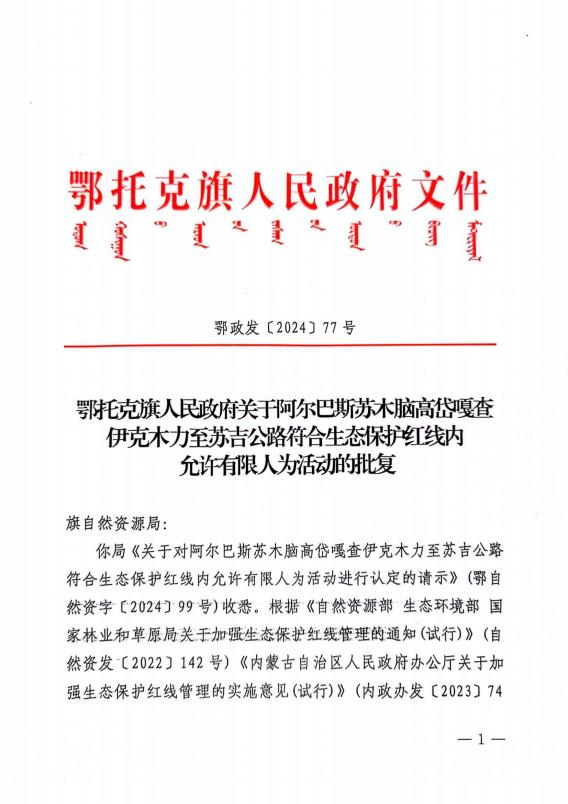 鄂托克旗人民政府文件
鄂政发〔2024〕77号
鄂托克旗人民政府关于阿尔巴斯苏木脑高岱嘎查
伊克木力至苏吉公路符合生态保护红线内
允许有限人为活动的批复
旗自然资源局：
你局《关于对阿尔巴斯苏木脑高岱嘎查伊克木力至苏吉公路
符合生态保护红线内允许有限人为活动进行认定的请示》(鄂自
然资字〔2024〕99号)收悉。根据《自然资源部 生态环境部 国
家林业和草原局关于加强生态保护红线管理的通知(试行)》(自
然资发〔2022〕142号)《内蒙古自治区人民政府办公厅关于加
强生态保护红线管理的实施意见(试行)》(内政办发〔2023〕74
— 1 —